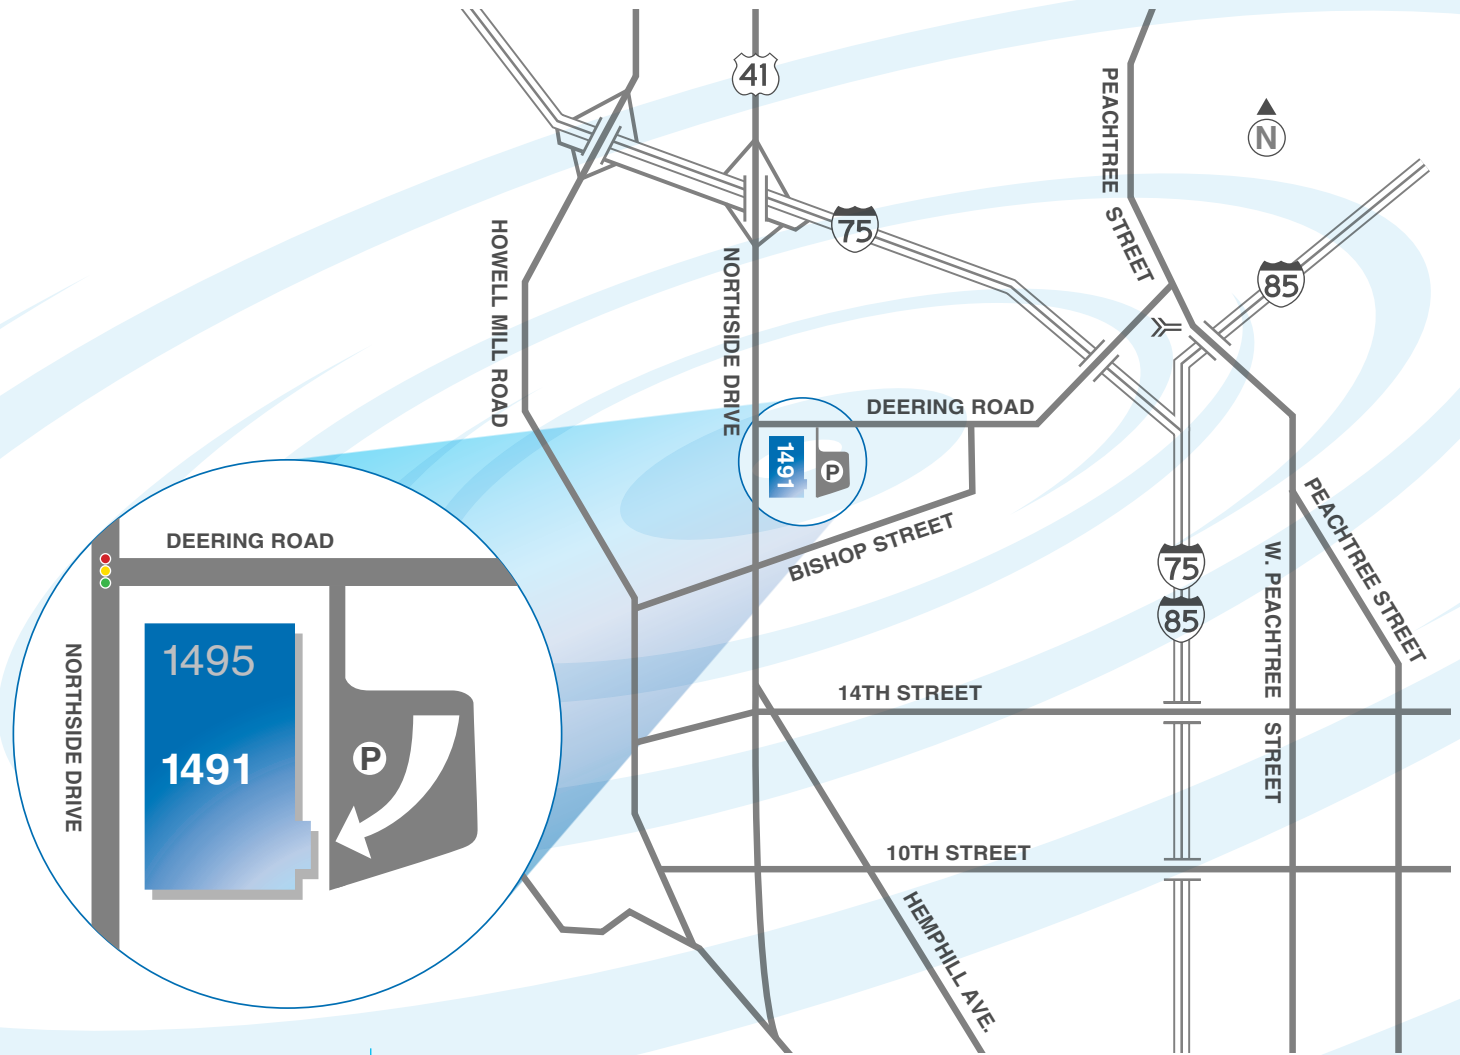 41
N
PEACHTREE STREET
75
85
HOWELL MILL ROAD
NORTHSIDE DRIVE
DEERING ROAD
1491
P
BISHOP STREET
PEACHTREE STREET
W. PEACHTREE STREET
75
85
14TH STREET
10TH STREET
HEMPHILL AVE.
DEERING ROAD
NORTHSIDE DRIVE
1495
1491
P